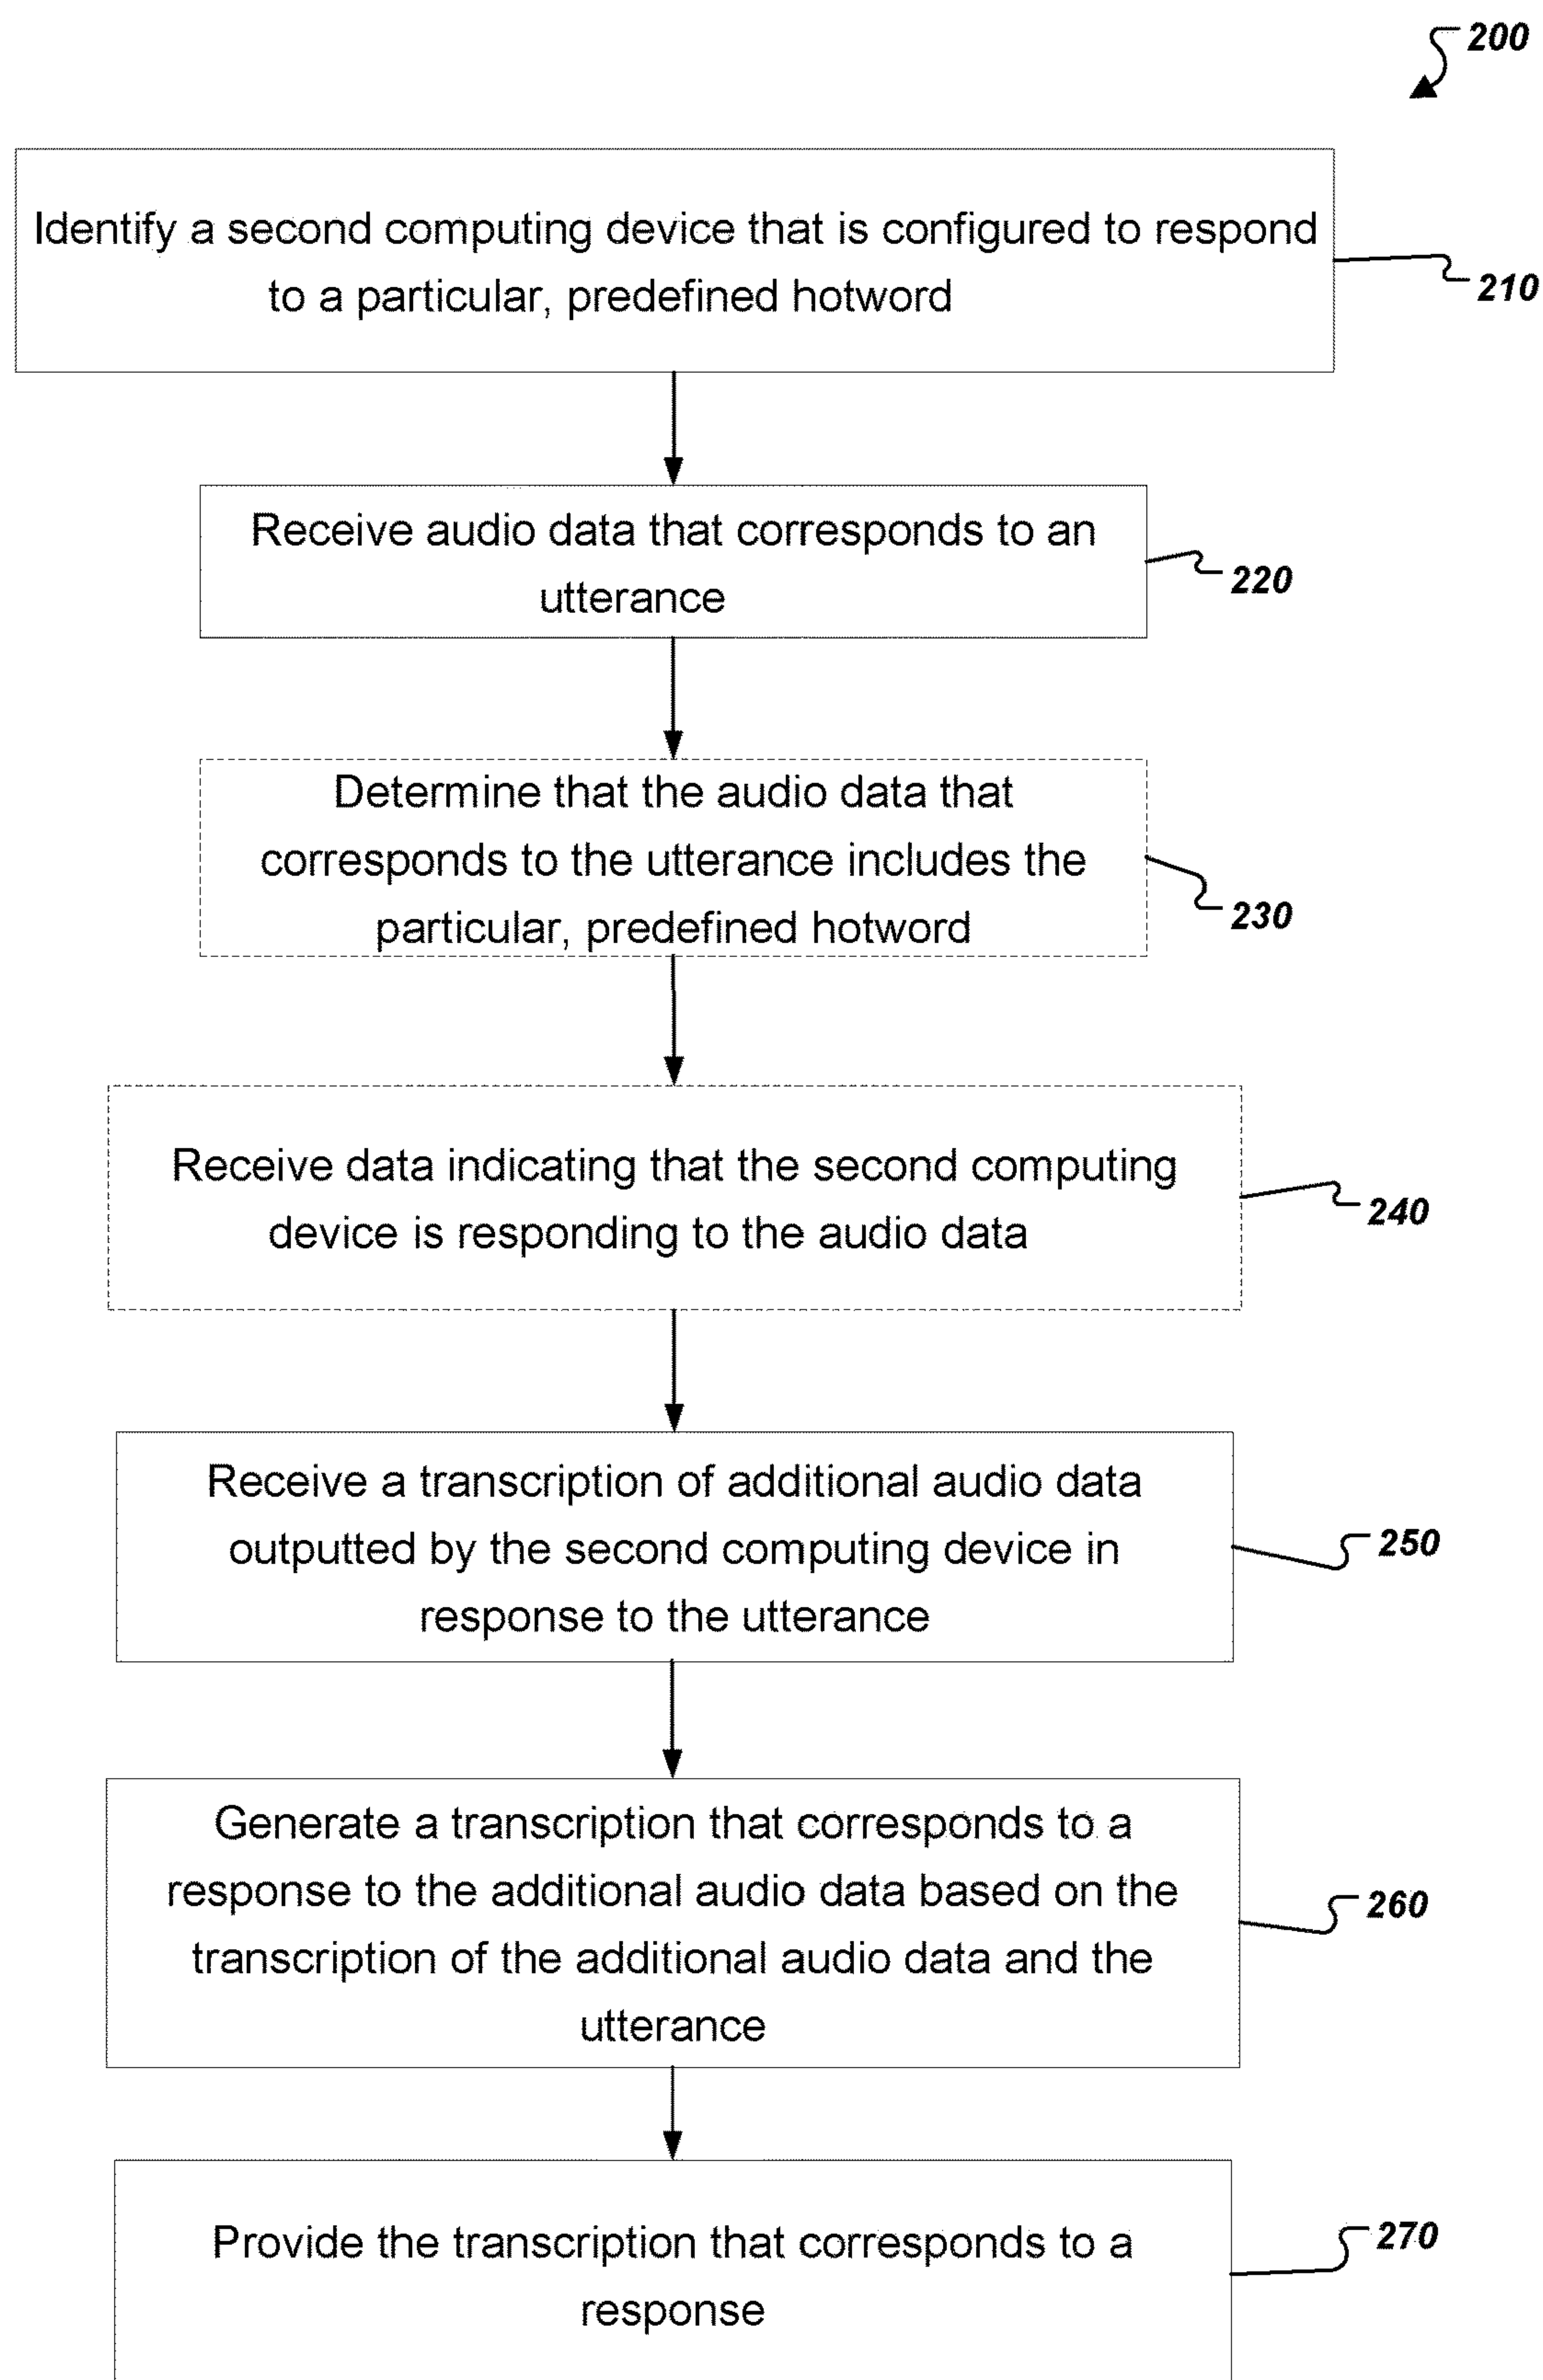 200
Identify a second computing device that is configured to respond
to a particular, predefined hotword
210
Receive audio data that corresponds to an
utterance
220
Determine that the audio data that
corresponds to the utterance includes the
particular, predefined hotword
230
Receive data indicating that the second computing
device is responding to the audio data
240
Receive a transcription of additional audio data
outputted by the second computing device in
response to the utterance
250
Generate a transcription that corresponds to a
response to the additional audio data based on the
transcription of the additional audio data and the
utterance
260
Provide the transcription that corresponds to a
response
270